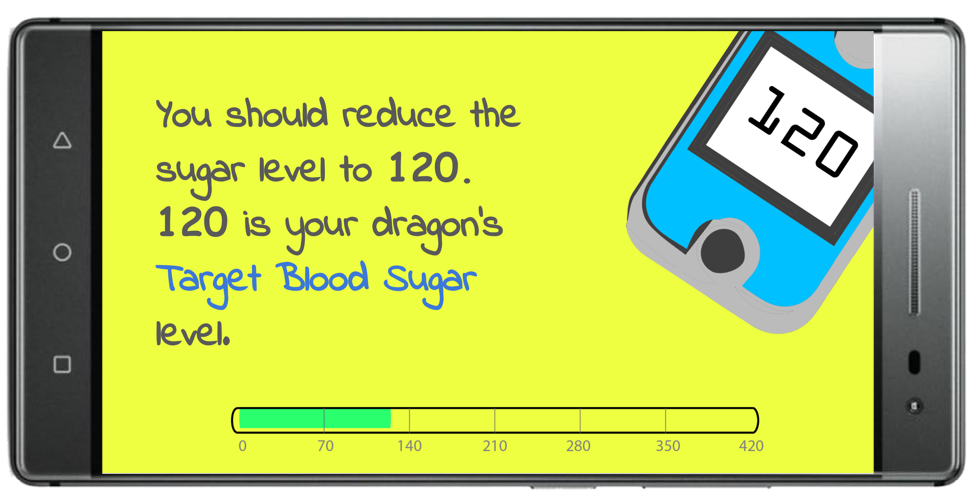 You should reduce the
sugar level to 120.
120 is your dragon's
Target Blood Sugar
level.
120
0 70 140 210 280 350 420